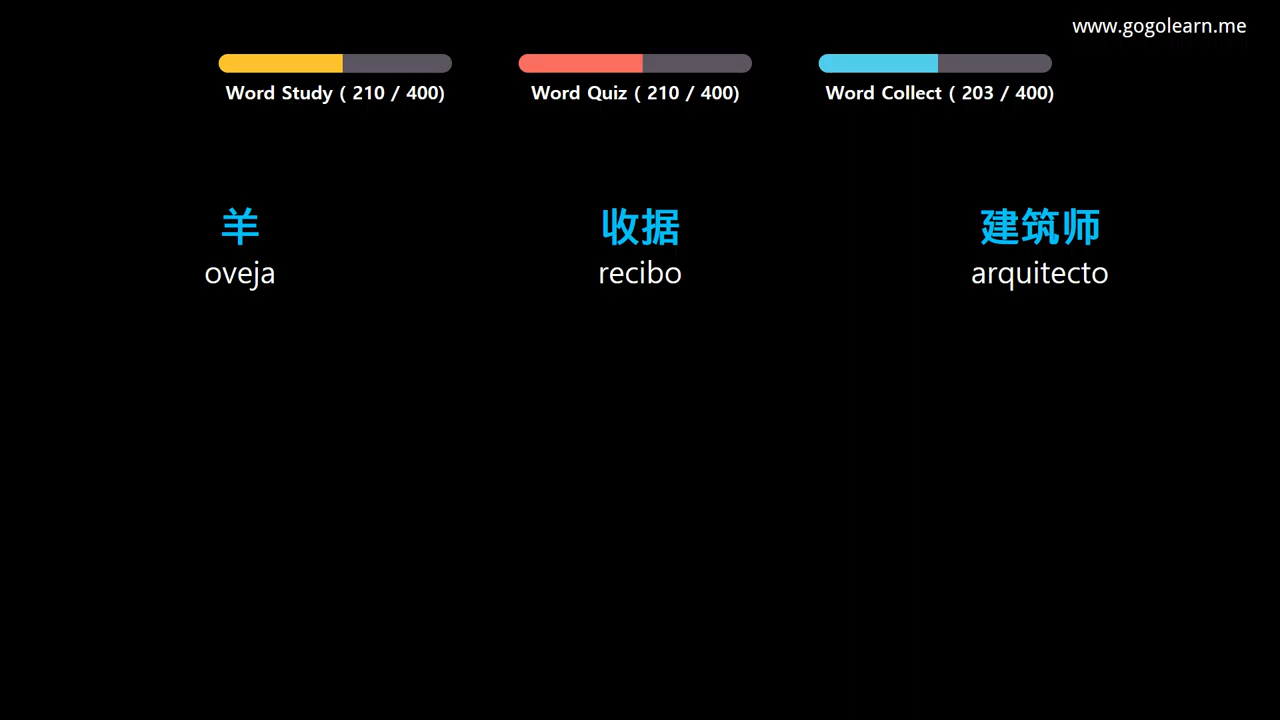 www.gogolearn.me
Word Study ( 210 / 400)
Word Quiz ( 210 / 400)
Word Collect ( 203 / 400)
羊
oveja
收据
recibo
建筑师
arquitecto